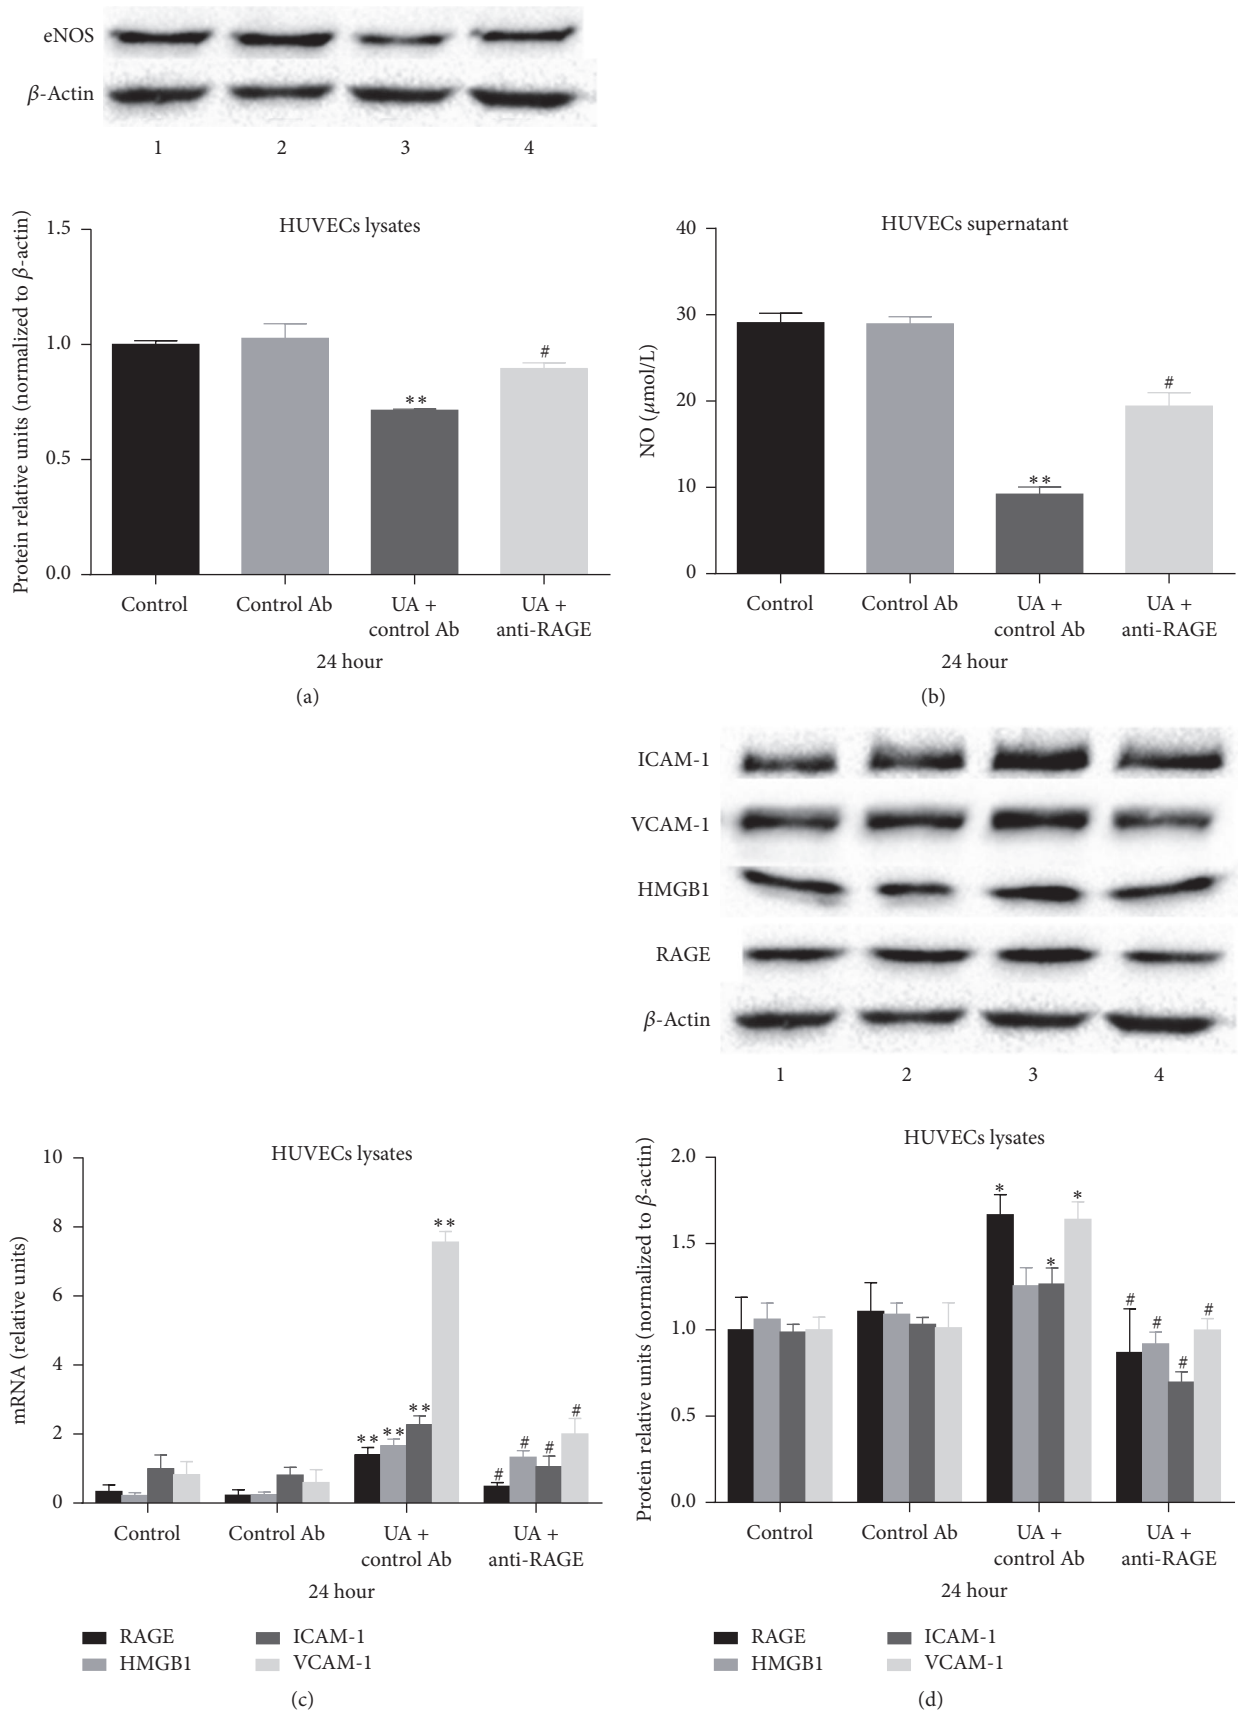 eNOS
β-Actin
1 2 3 4
HUVECs lysates
Protein relative units (normalized to β-actin)
1.5
1.0
0.5
0.0
**
#
Control
Control Ab
UA +
control Ab
UA +
anti-RAGE
24 hour
(a)
HUVECs supernatant
NO (μmol/L)
40
30
20
10
0
**
#
Control
Control Ab
UA +
control Ab
UA +
anti-RAGE
24 hour
(b)
HUVECs lysates
mRNA (relative units)
10
8
6
4
2
0
** ** ** **
# # # #
Control
Control Ab
UA +
control Ab
UA +
anti-RAGE
24 hour
RAGE
HMGB1
ICAM-1
VCAM-1
(c)
ICAM-1
VCAM-1
HMGB1
RAGE
β-Actin
1 2 3 4
HUVECs lysates
Protein relative units (normalized to β-actin)
2.0
1.5
1.0
0.5
0.0
* * *
# # # #
Control
Control Ab
UA +
control Ab
UA +
anti-RAGE
24 hour
RAGE
HMGB1
ICAM-1
VCAM-1
(d)